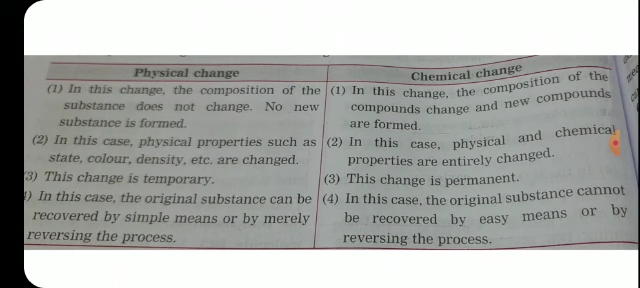 Physical change
(1) In this change, the composition of the
substance does not change. No new
substance is formed.
(2) In this case, physical properties such as
state, colour, density, etc. are changed.
3) This change is temporary.
) In this case, the original substance can be
recovered by simple means or by merely
reversing the process.
Chemical change
(1) In this change, the composition of the
compounds change and new compounds
are formed.
(2) In this case, physical and chemical
properties are entirely changed.
(3) This change is permanent.
(4) In this case, the original substance cannot
be recovered by easy means or by
reversing the process.